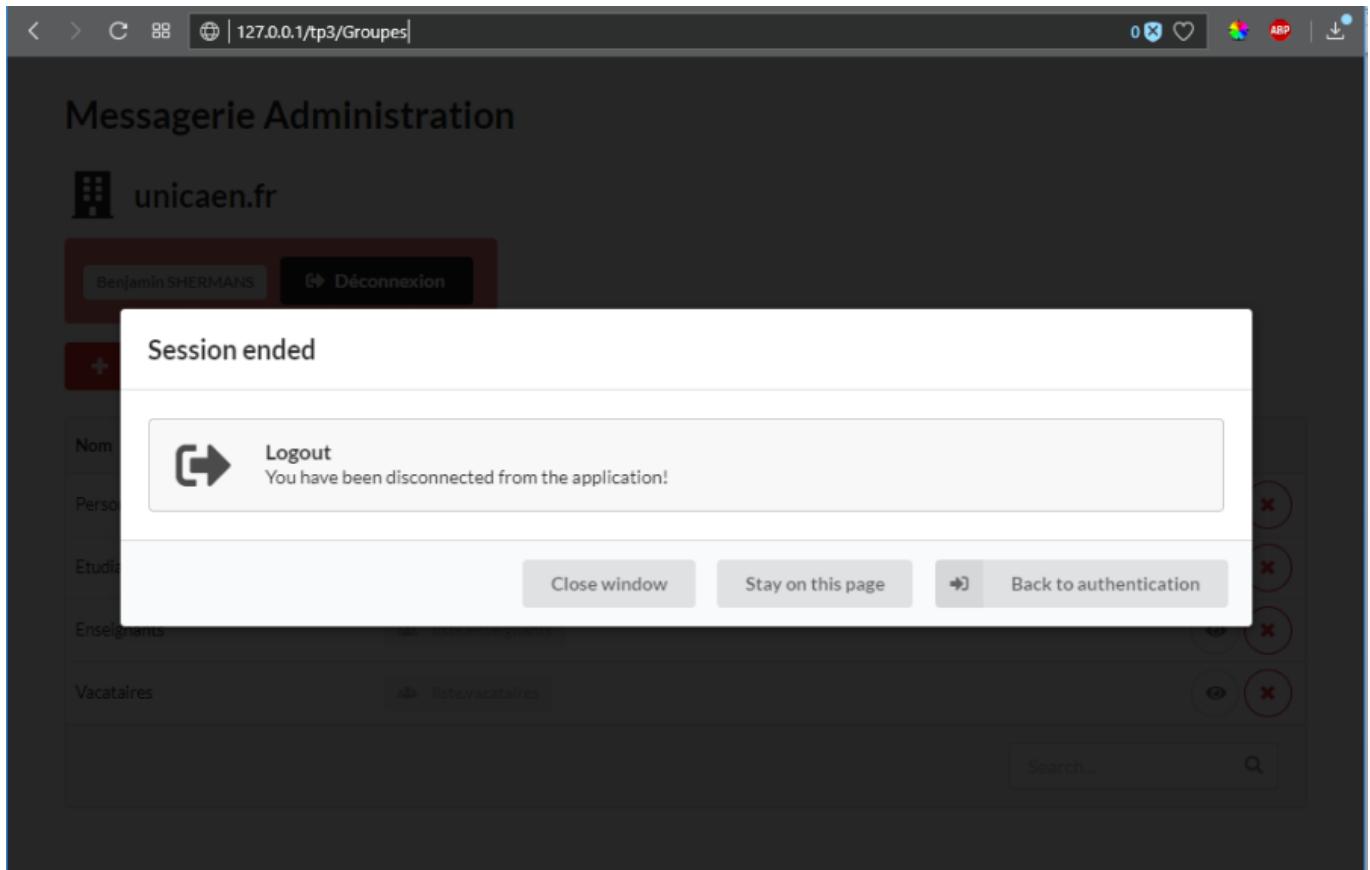 127.0.0.1/tp3/Groupes
0
ABP
Messagerie Administration
unicaen.fr
Benjamin SHERMANS
Déconnexion
Session ended
Nom
Logout
You have been disconnected from the application!
Close window
Stay on this page
Back to authentication
Enseignants
Vacataires
liste.vacataires
Search...